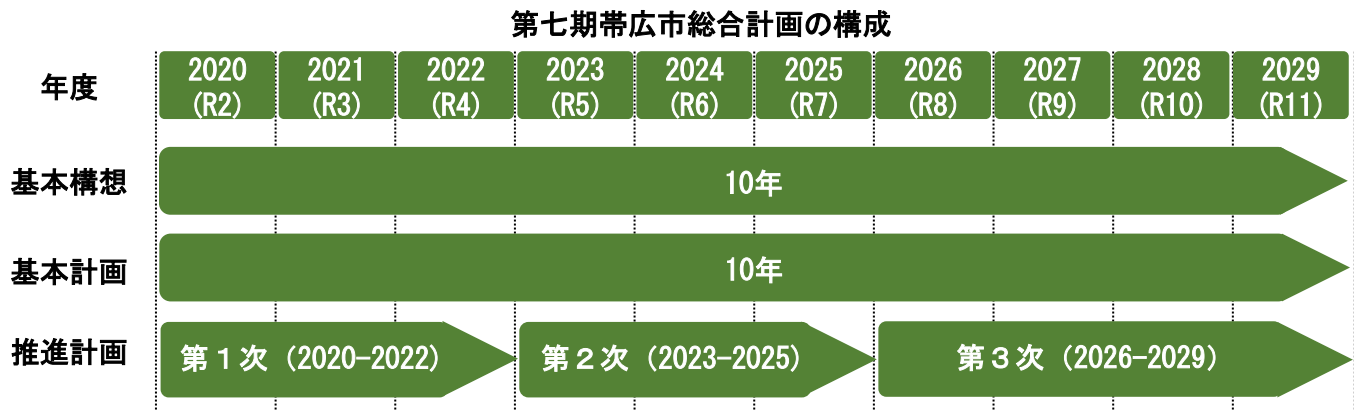 第七期帯広市総合計画の構成
年度
2020 2021 2022 2023 2024 2025 2026 2027 2028 2029
(R2) (R3) (R4) (R5) (R6) (R7) (R8) (R9) (R10) (R11)
基本構想
10年
基本計画
10年
推進計画
第１次（2020-2022）
第２次（2023-2025）
第３次（2026-2029）